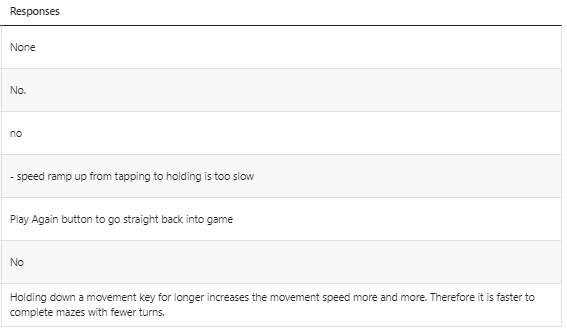 Responses
None
No.
no
- speed ramp up from tapping to holding is too slow
Play Again button to go straight back into game
No
Holding down a movement key for longer increases the movement speed more and more. Therefore it is faster to
complete mazes with fewer turns.